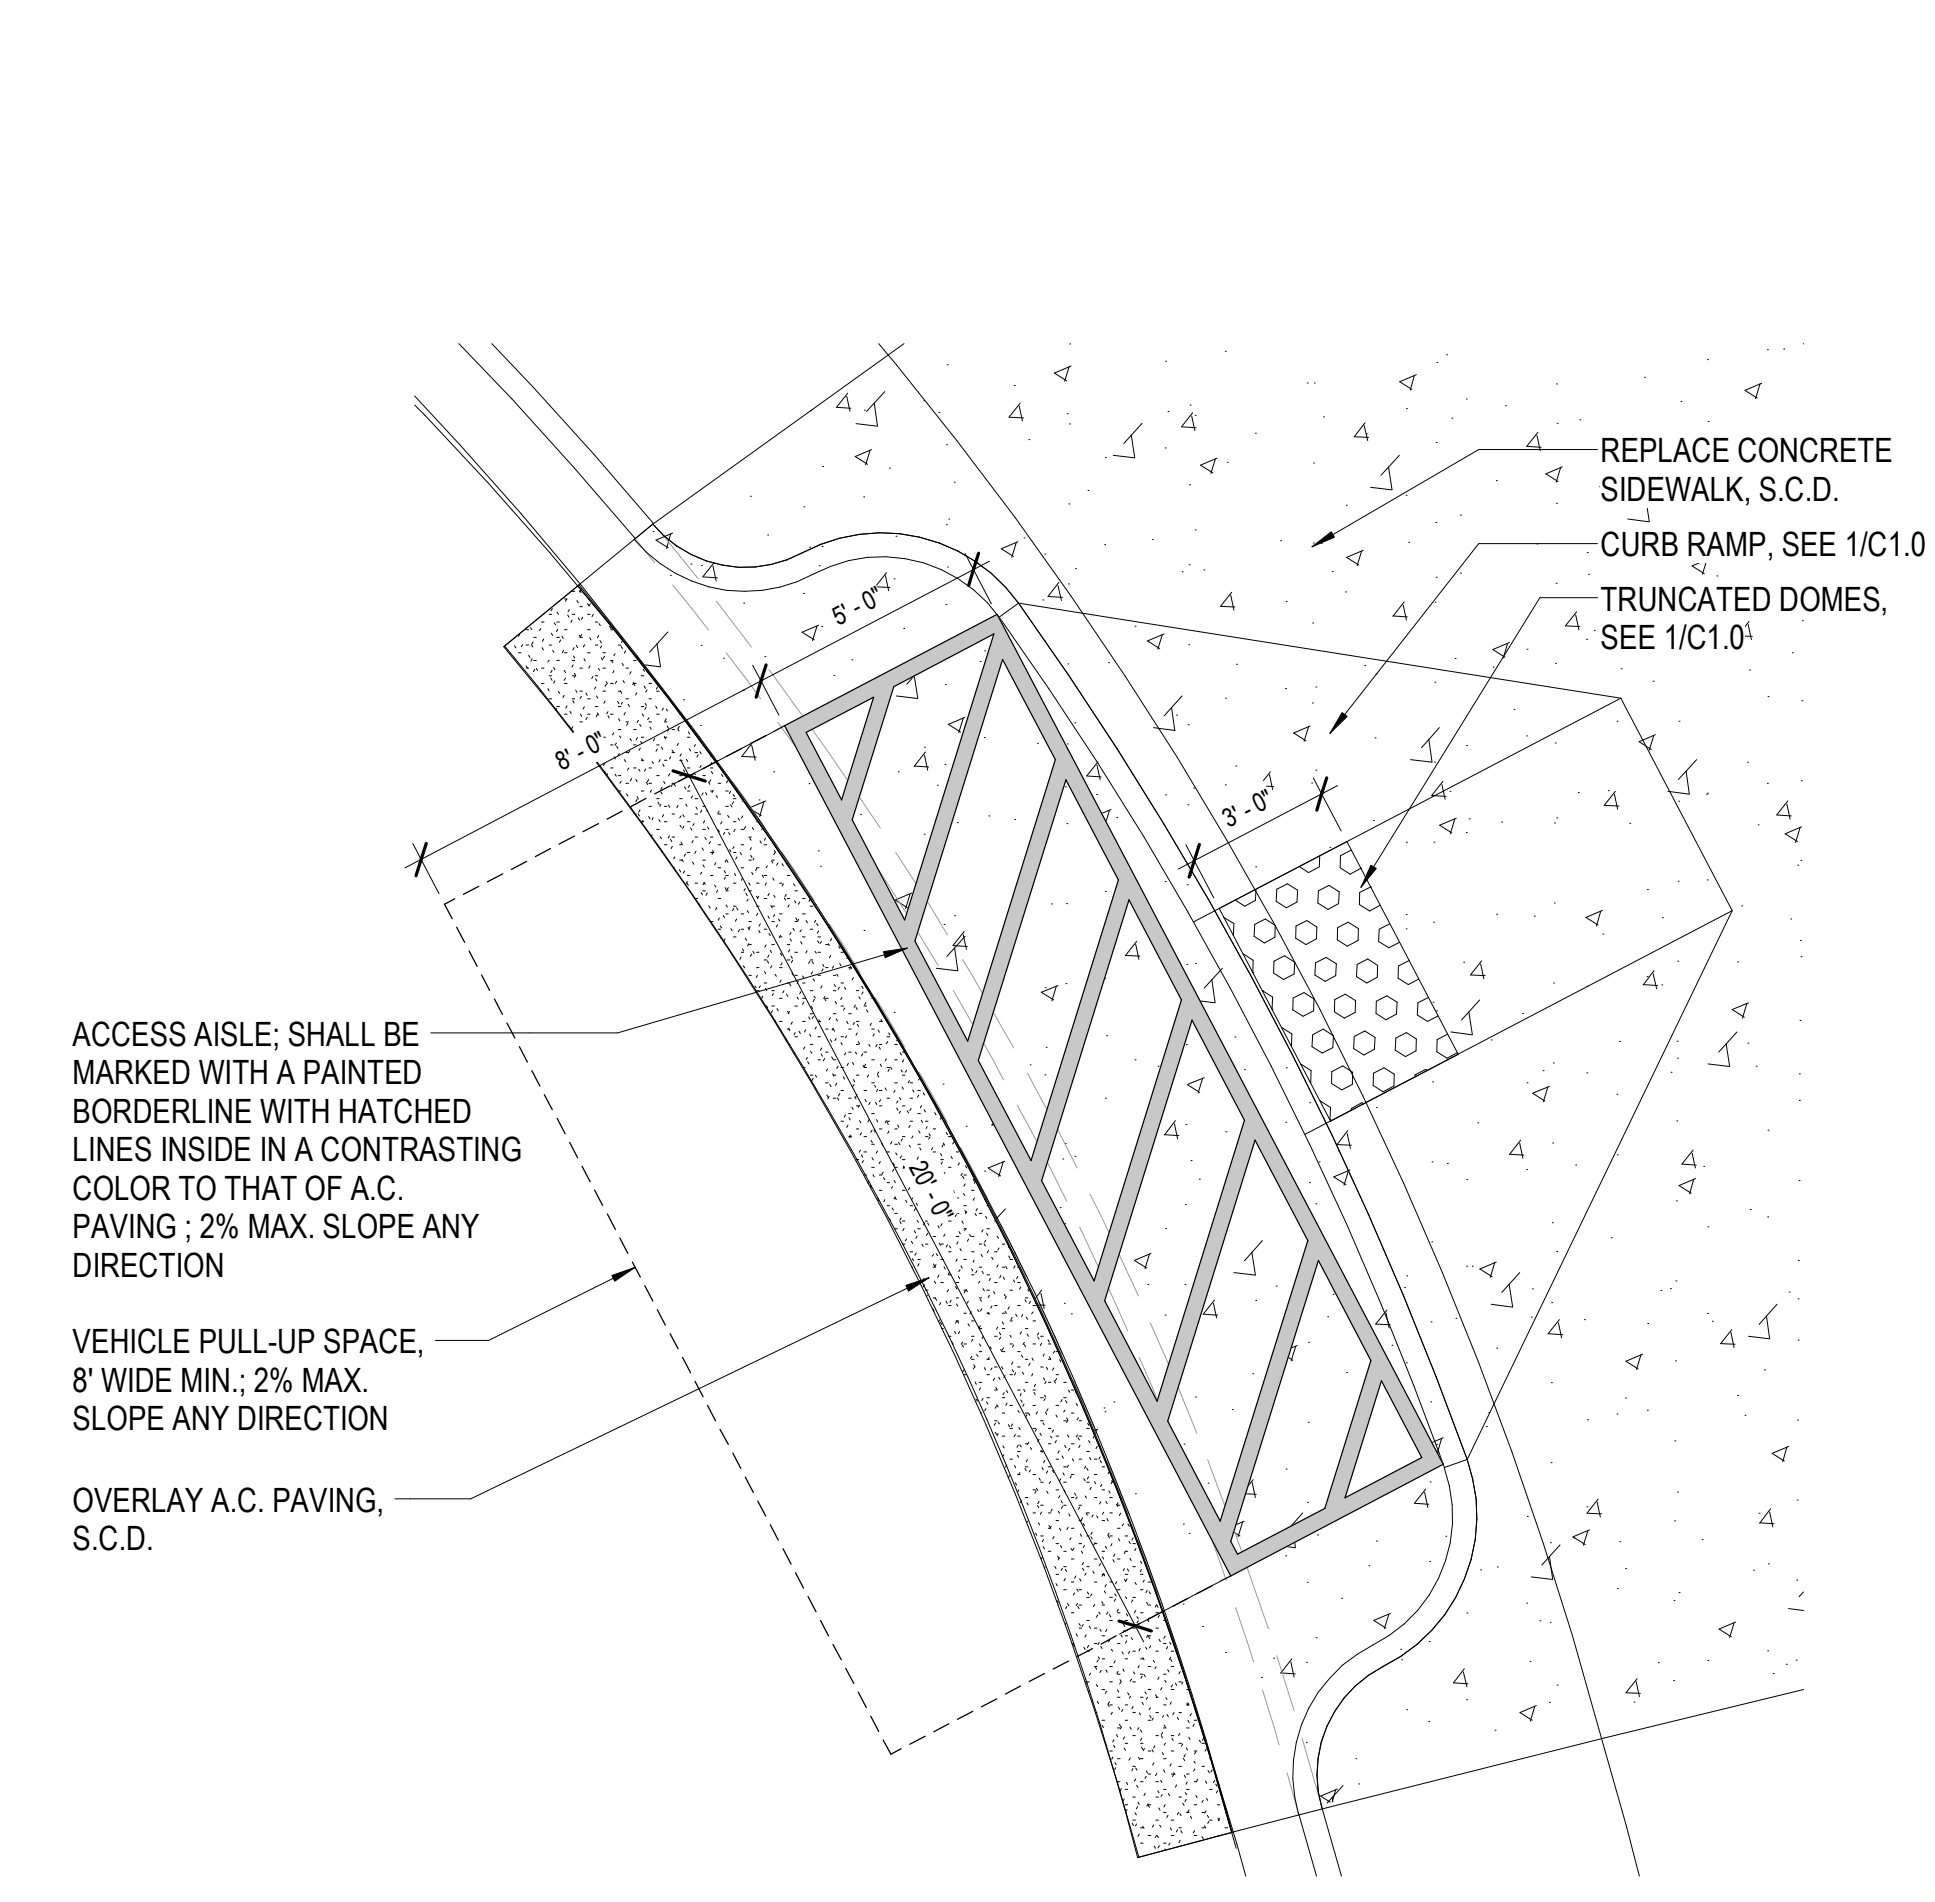 REPLACE CONCRETE
SIDEWALK, S.C.D.
CURB RAMP, SEE 1/C1.0
TRUNCATED DOMES,
SEE 1/C1.0
5' - 0"
8' - 0"
3' - 0"
20' - 0"
ACCESS AISLE; SHALL BE
MARKED WITH A PAINTED
BORDERLINE WITH HATCHED
LINES INSIDE IN A CONTRASTING
COLOR TO THAT OF A.C.
PAVING ; 2% MAX. SLOPE ANY
DIRECTION
VEHICLE PULL-UP SPACE,
8' WIDE MIN.; 2% MAX.
SLOPE ANY DIRECTION
OVERLAY A.C. PAVING,
S.C.D.